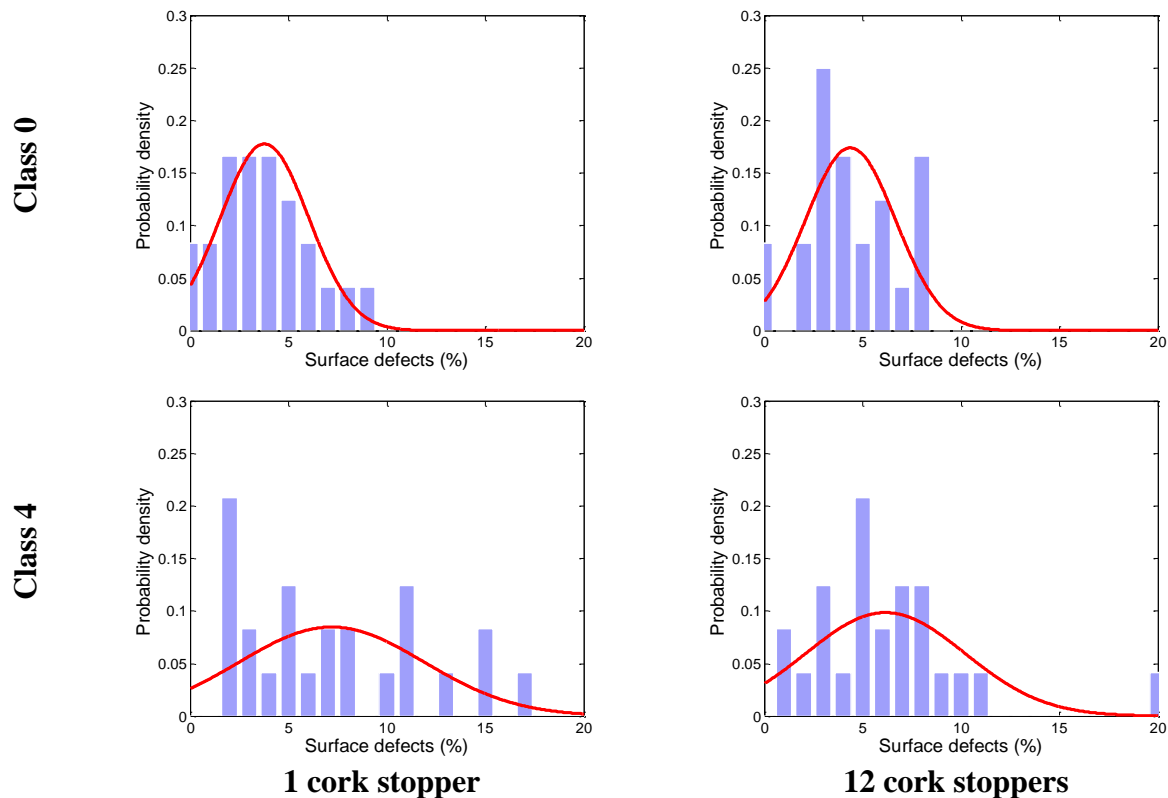 Class 0
0.3
0.25
0.2
0.15
0.1
0.05
0
Probability density
0 5 10 15 20
Surface defects (%)
0.3
0.25
0.2
0.15
0.1
0.05
0
Probability density
0 5 10 15 20
Surface defects (%)
Class 4
0.3
0.25
0.2
0.15
0.1
0.05
0
Probability density
0 5 10 15 20
Surface defects (%)
0.3
0.25
0.2
0.15
0.1
0.05
0
Probability density
0 5 10 15 20
Surface defects (%)
1 cork stopper
12 cork stoppers